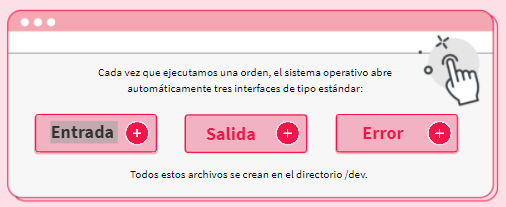 Cada vez que ejecutamos una orden, el sistema operativo abre
automáticamente tres interfaces de tipo estándar:
Entrada +
Salida +
Error +
Todos estos archivos se crean en el directorio /dev.